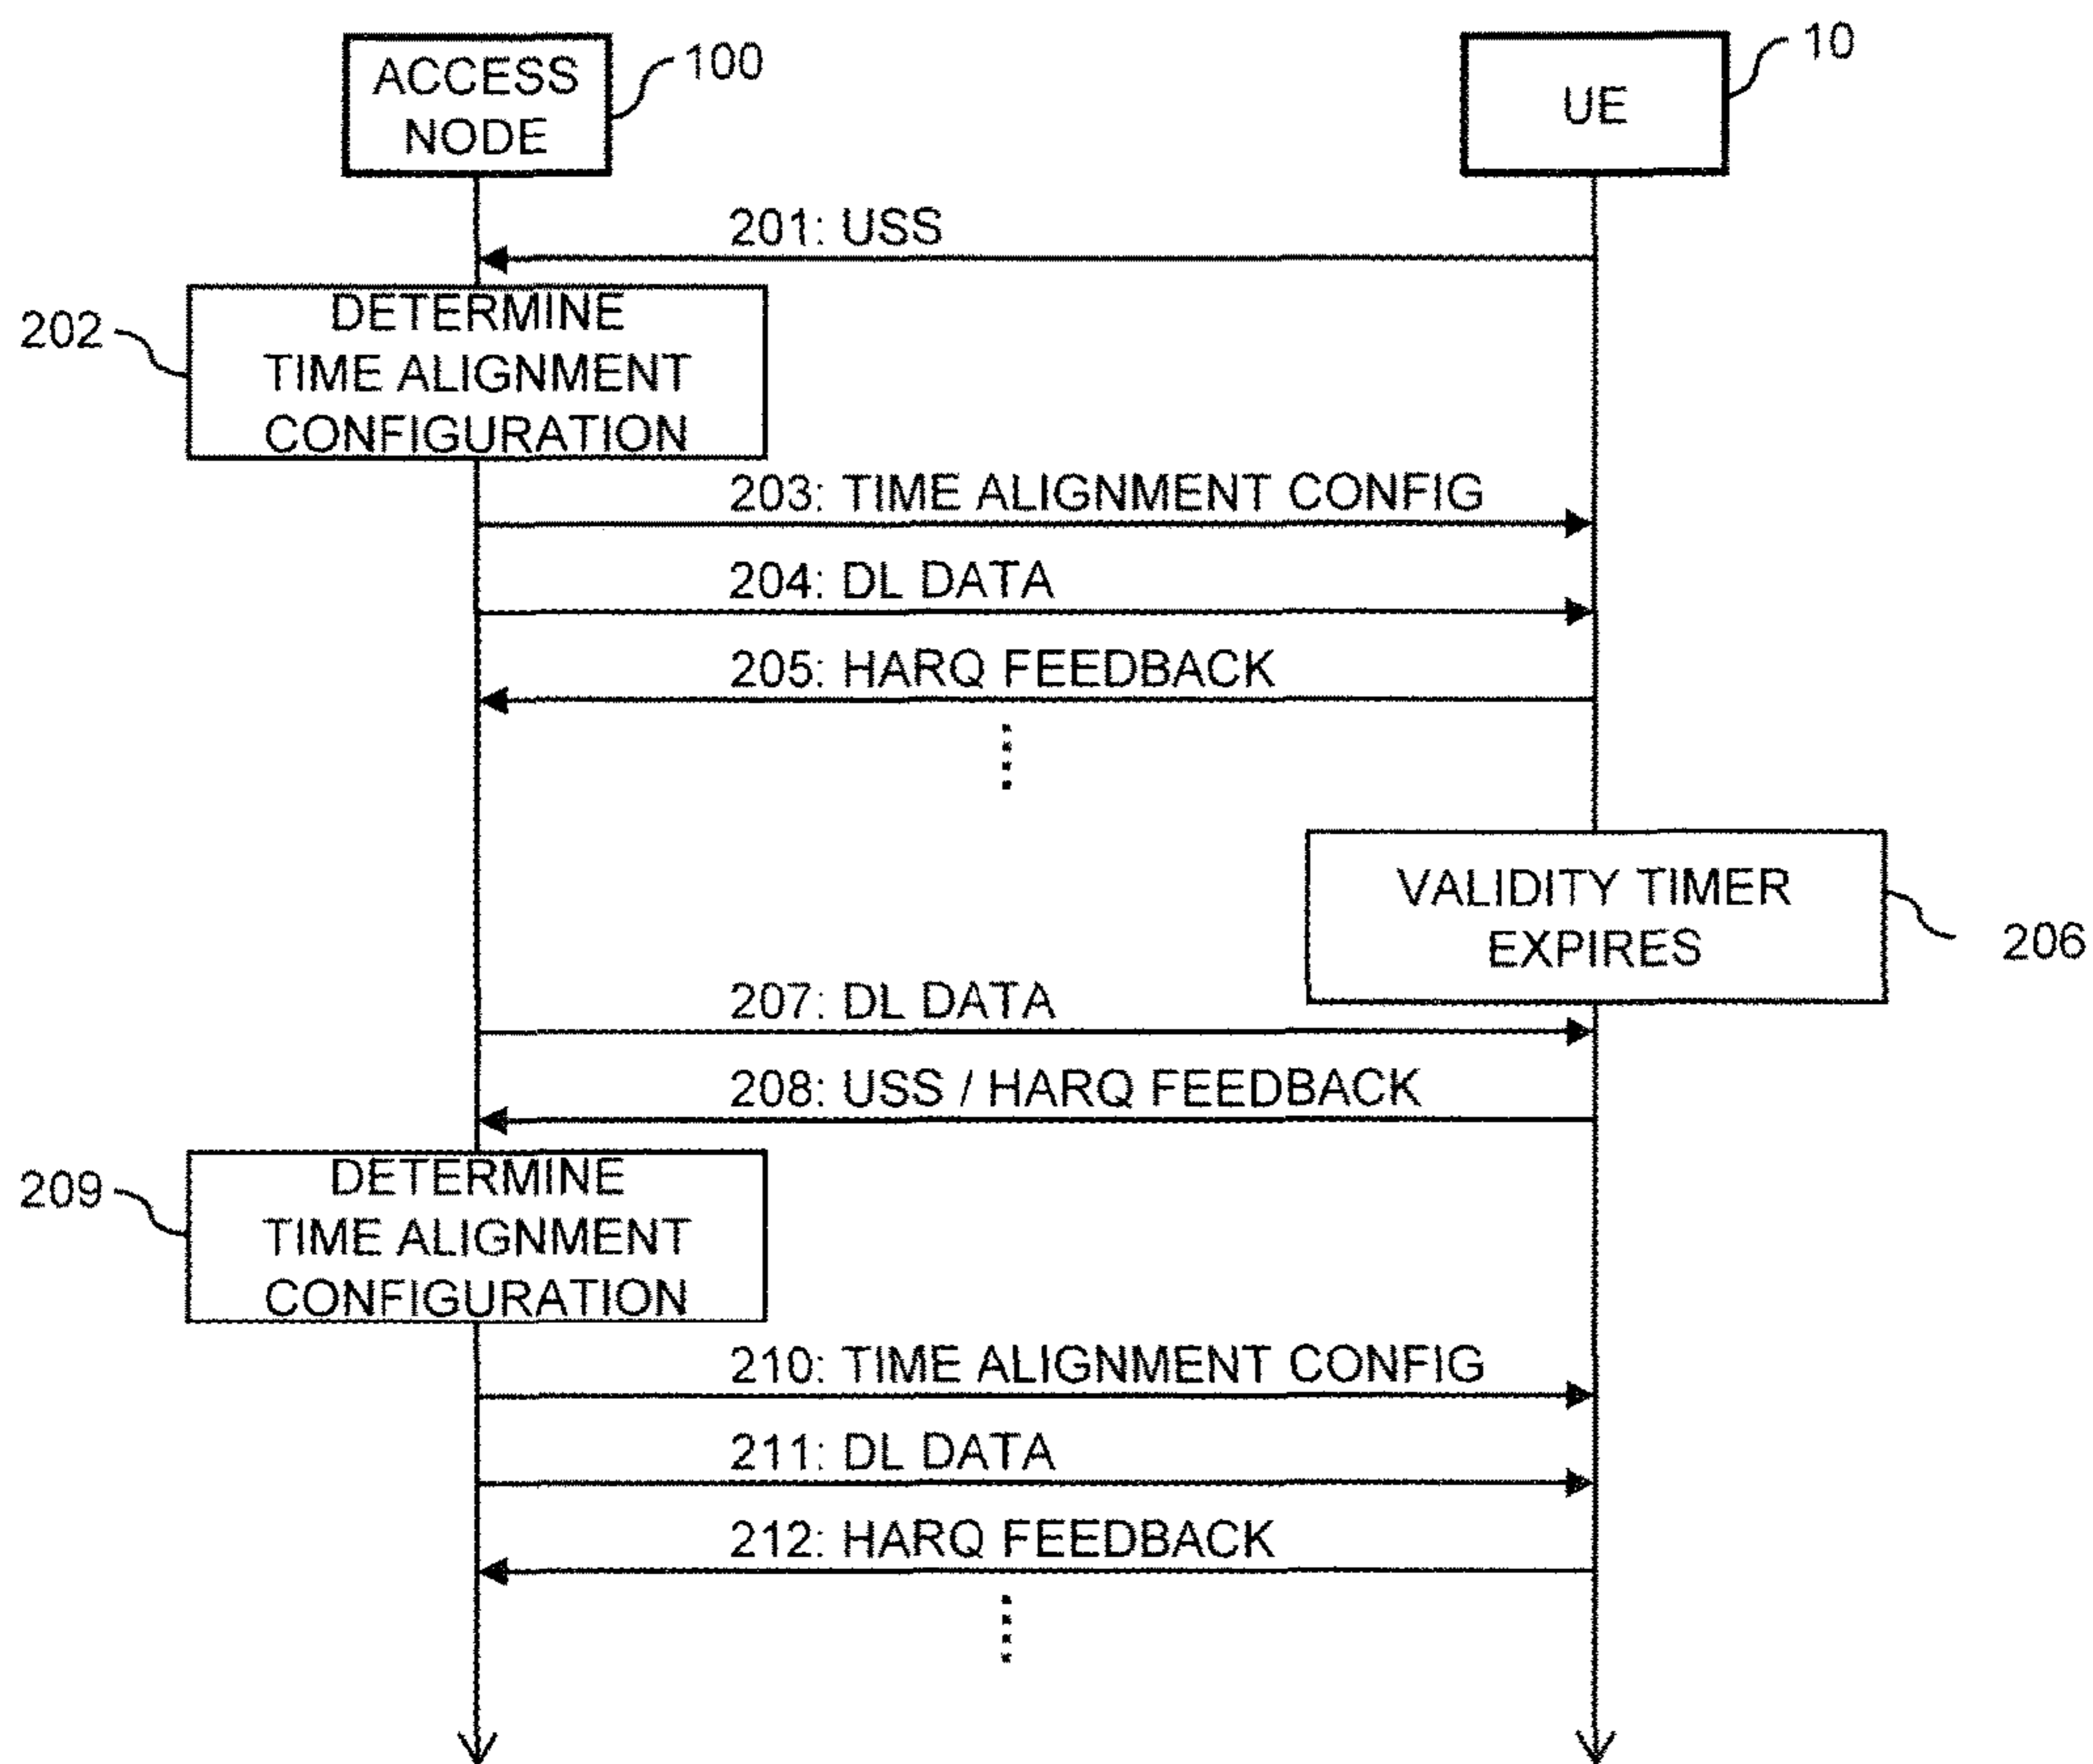 ACCESS
NODE
100
UE
10
201: USS
202
DETERMINE
TIME ALIGNMENT
CONFIGURATION
203: TIME ALIGNMENT CONFIG
204: DL DATA
205: HARQ FEEDBACK
VALIDITY TIMER
EXPIRES
206
207: DL DATA
208: USS / HARQ FEEDBACK
209
DETERMINE
TIME ALIGNMENT
CONFIGURATION
210: TIME ALIGNMENT CONFIG
211: DL DATA
212: HARQ FEEDBACK